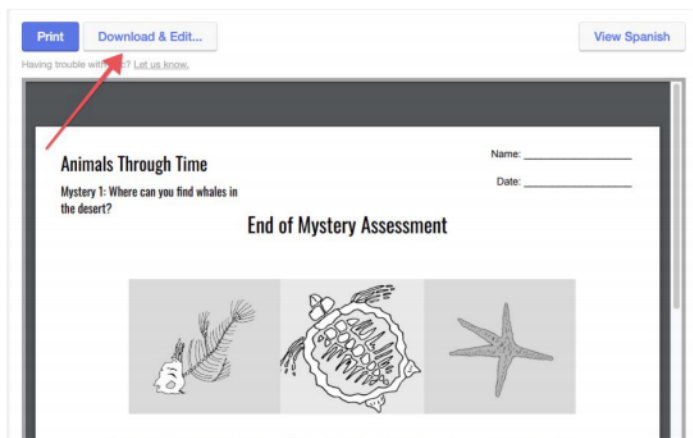 Print
Download & Edit...
View Spanish
Having trouble with ? Let us know.
Animals Through Time
Name:
Mystery 1: Where can you find whales in
the desert?
Date:
End of Mystery Assessment